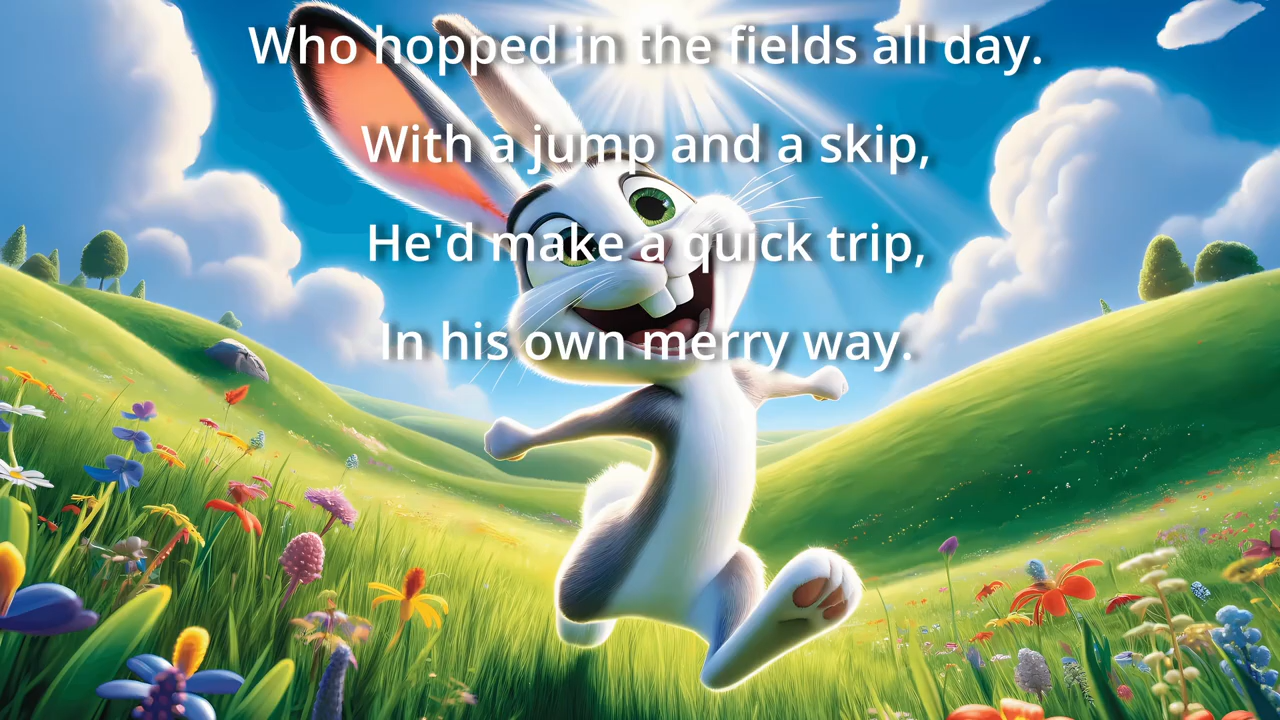 Who hopped in the fields all day.
With a jump and a skip,
He'd make a quick trip,
In his own merry way.